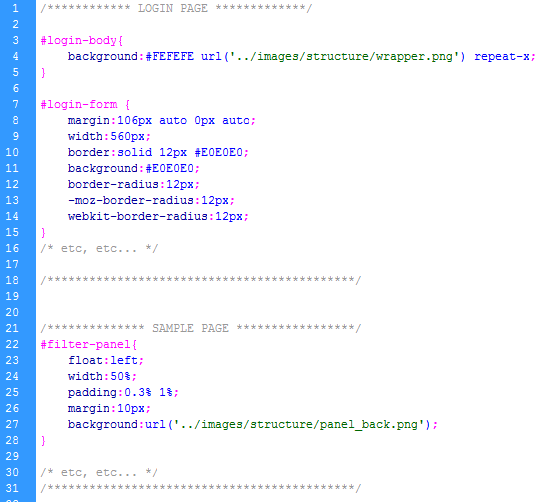 1 /************ LOGIN PAGE *************/
2
3 #login-body{
4     background:#FEFEFE url('../images/structure/wrapper.png') repeat-x;
5 }
6
7 #login-form {
8     margin:106px auto 0px auto;
9     width:560px;
10     border:solid 12px #E0E0E0;
11     background:#E0E0E0;
12     border-radius:12px;
13     -moz-border-radius:12px;
14     webkit-border-radius:12px;
15 }
16 /* etc, etc... */
17
18 /********************************************/
19
20
21 /************** SAMPLE PAGE *****************/
22 #filter-panel{
23     float:left;
24     width:50%;
25     padding:0.3% 1%;
26     margin:10px;
27     background:url('../images/structure/panel_back.png');
28 }
29
30 /* etc, etc... */
31 /********************************************/